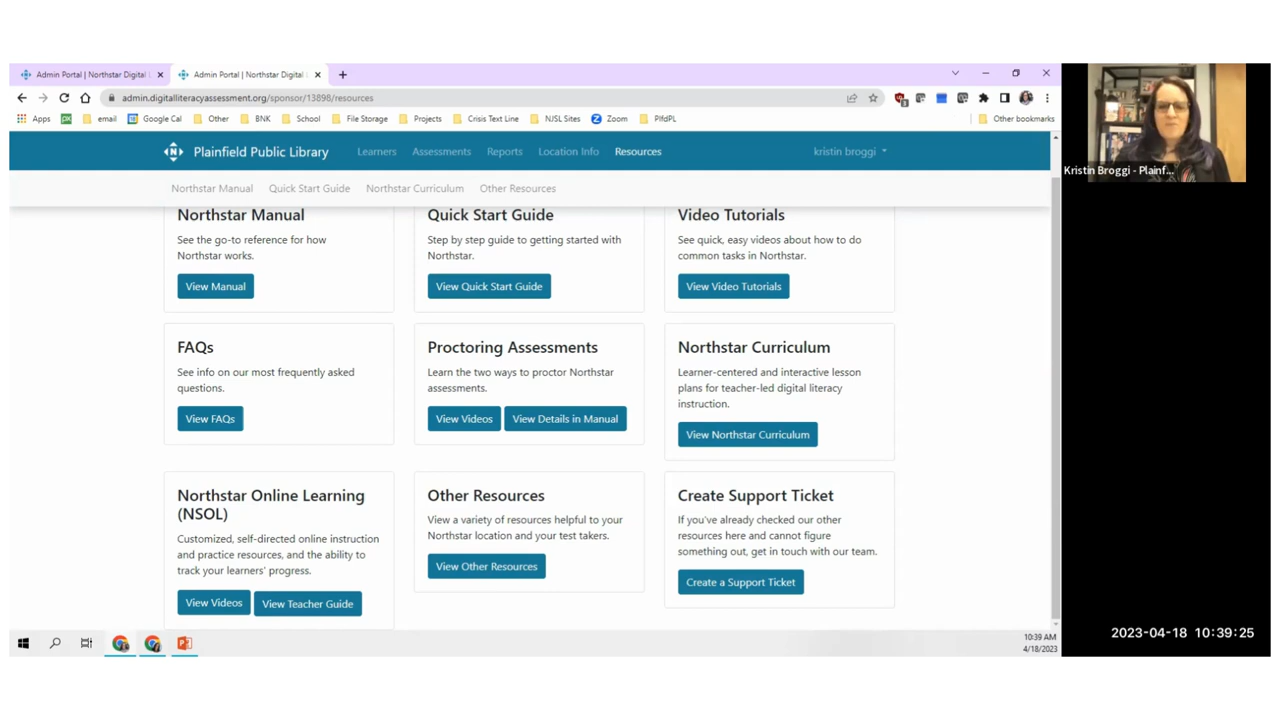 Admin Portal | Northstar Digital L
Admin Portal | Northstar Digital
admin.digitalliteracyassessment.org/sponsor/13898/resources
Apps
email
Google Cal
Other
BNK
School
File Storage
Projects
Crisis Text Line
NJSL Sites
Zoom
PlfdPL
Other bookmarks
N
Plainfield Public Library
Learners
Assessments
Reports
Location Info
Resources
kristin broggi
Northstar Manual
Quick Start Guide
Northstar Curriculum
Other Resources
Northstar Manual
See the go-to reference for how
Northstar works.
View Manual
Quick Start Guide
Step by step guide to getting started with
Northstar.
View Quick Start Guide
Video Tutorials
See quick, easy videos about how to do
common tasks in Northstar.
View Video Tutorials
FAQs
See info on our most frequently asked
questions.
View FAQs
Proctoring Assessments
Learn the two ways to proctor Northstar
assessments.
View Videos
View Details in Manual
Northstar Curriculum
Learner-centered and interactive lesson
plans for teacher-led digital literacy
instruction.
View Northstar Curriculum
Northstar Online Learning
(NSOL)
Customized, self-directed online instruction
and practice resources, and the ability to
track your learners' progress.
View Videos
View Teacher Guide
Other Resources
View a variety of resources helpful to your
Northstar location and your test takers.
View Other Resources
Create Support Ticket
If you've already checked our other
resources here and cannot figure
something out, get in touch with our team.
Create a Support Ticket
10:39 AM
4/18/2023
Kristin Broggi - Plainf...
2023-04-18 10:39:25